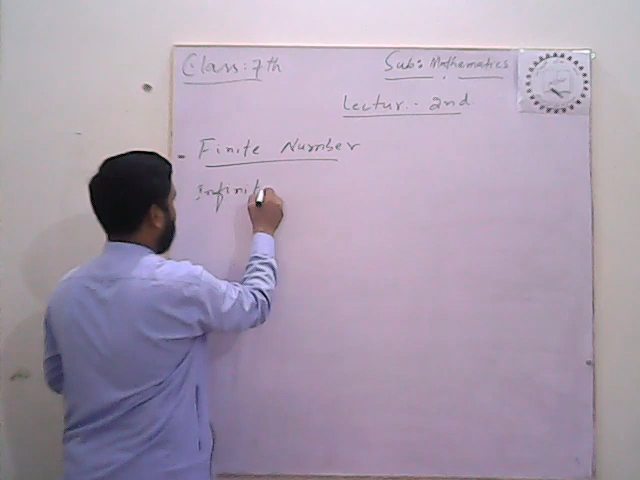 Class: 7th
Sub: Mathematics
Lectur:- 2nd
Finite Number
Infinit